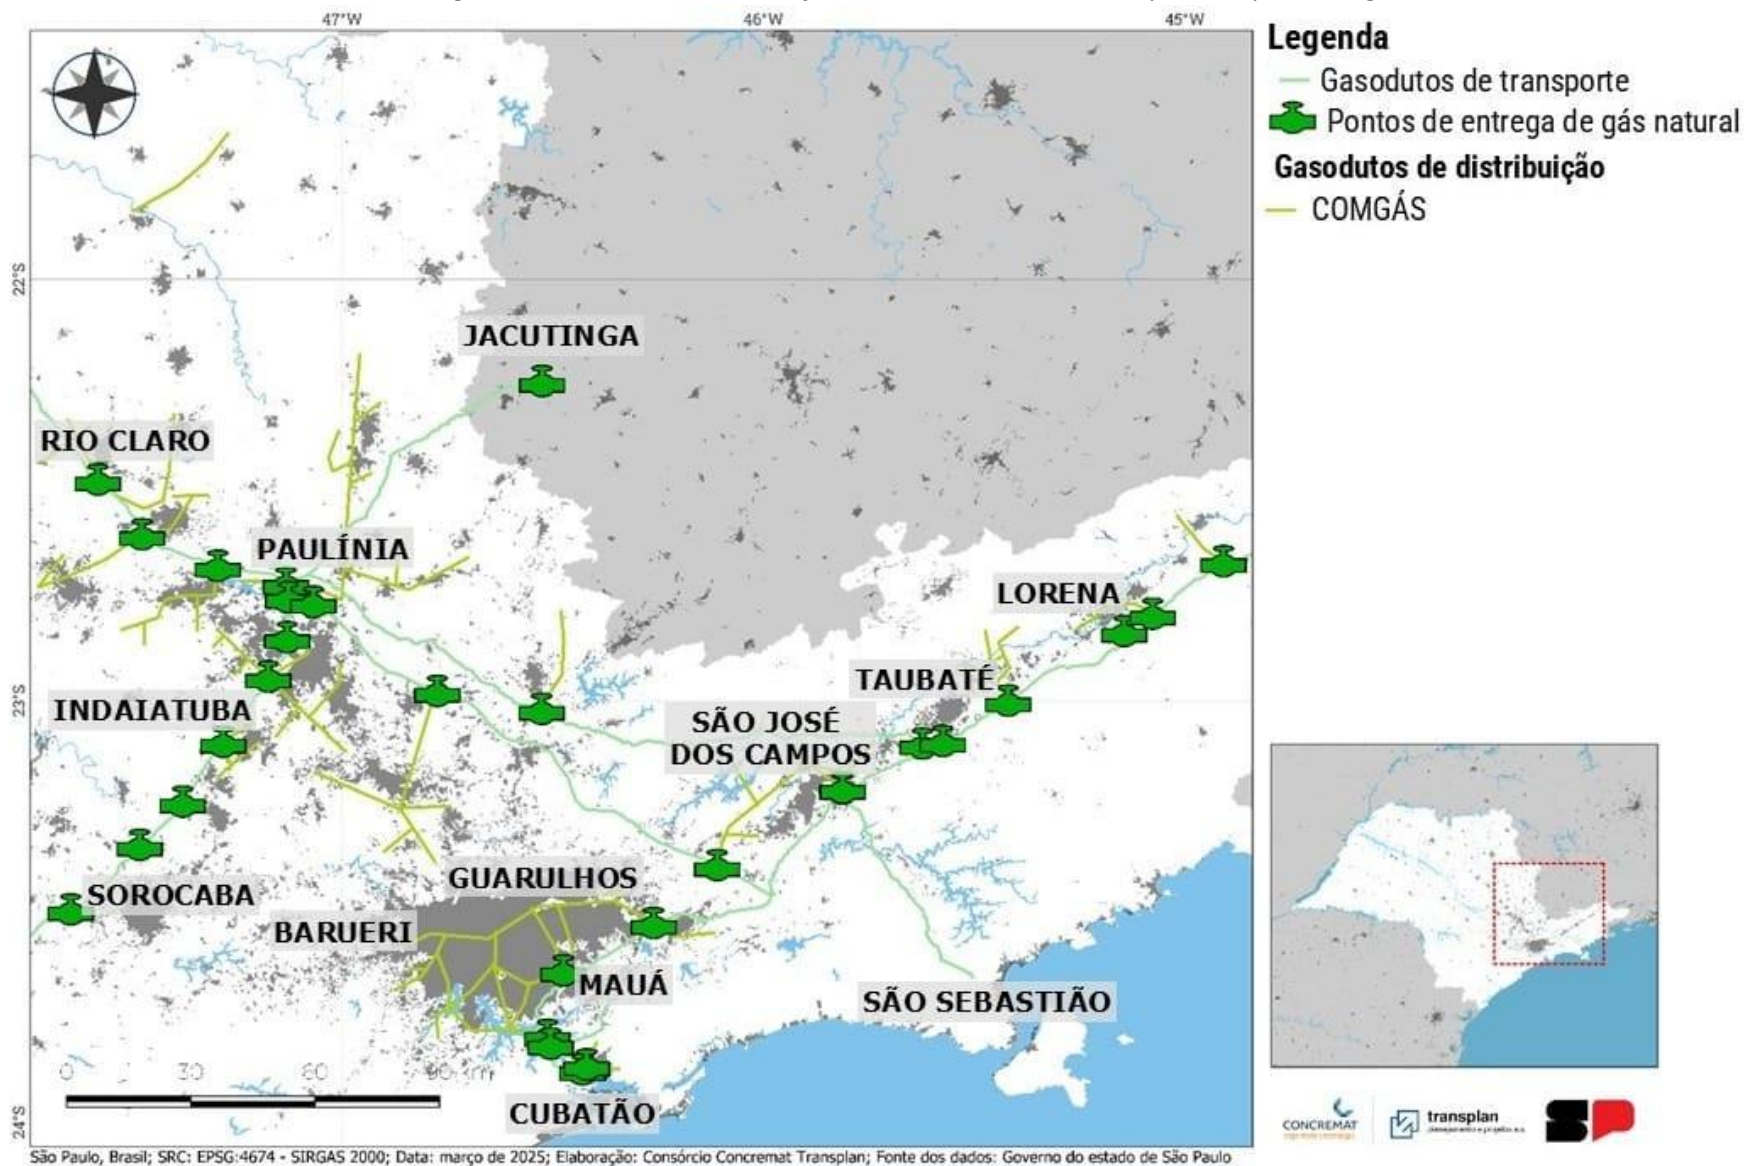 47°W
46°W
45°W
22°S
23°S
24°S
JACUTINGA
RIO CLARO
PAULÍNIA
LORENA
TAUBATÉ
INDAIATUBA
SÃO JOSÉ
DOS CAMPOS
GUARULHOS
SOROCABA
BARUERI
MAUÁ
SÃO SEBASTIÃO
0 30 60 90 km
CUBATÃO
São Paulo, Brasil; SRC: EPSG:4674 - SIRGAS 2000; Data: março de 2025; Elaboração: Consórcio Concremat Transplan; Fonte dos dados: Governo do estado de São Paulo
Legenda
Gasodutos de transporte
Pontos de entrega de gás natural
Gasodutos de distribuição
COMGÁS
CONCREMAT
transplan
SP